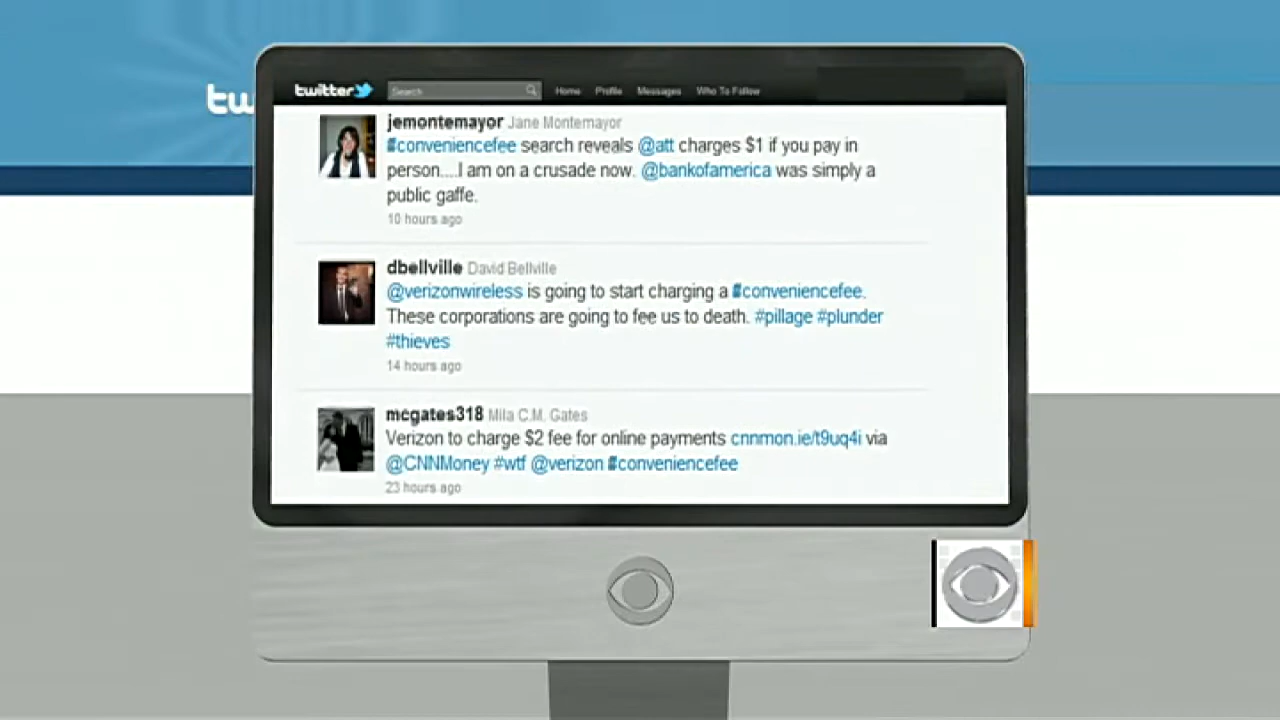 tw
twitter Search Home Profile Messages Who To Follow
jemontemayor Jane Montemayor
#conveniencefee search reveals @att charges $1 if you pay in
person....I am on a crusade now. @bankofamerica was simply a
public gaffe.
10 hours ago
dbellville David Bellville
@verizonwireless is going to start charging a #conveniencefee.
These corporations are going to fee us to death. #pillage #plunder
#thieves
14 hours ago
mcgates318 Mila C.M. Gates
Verizon to charge $2 fee for online payments cnnmon.ie/t9uq4i via
@CNNMoney #wtf @verizon #conveniencefee
23 hours ago